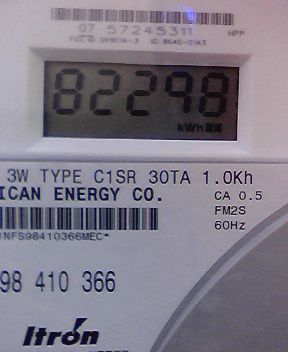 07 57245311
HPP
82298
kWh
3W TYPE C1SR 30TA 1.0Kh
ICAN ENERGY CO.
CA 0.5
FM2S
60Hz
98 410 366
Itron